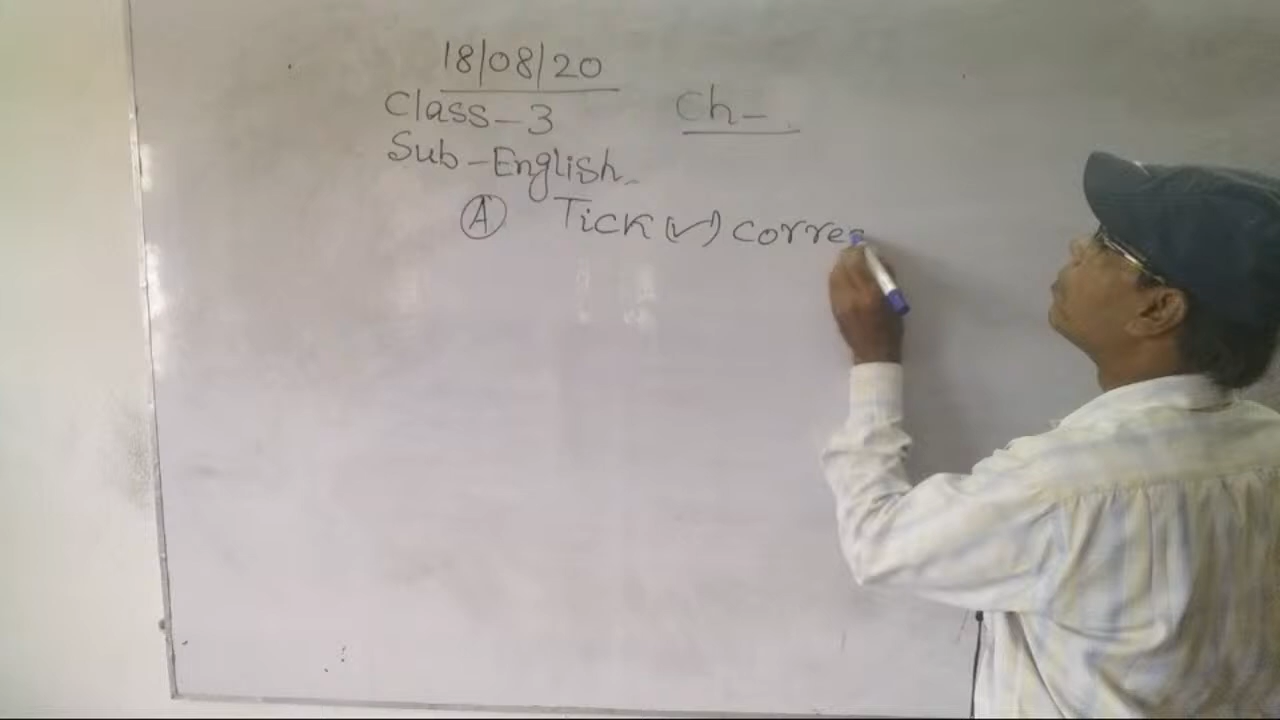 18/08/20
Class-3
Ch-
Sub-English.
A Tick (✓) corre